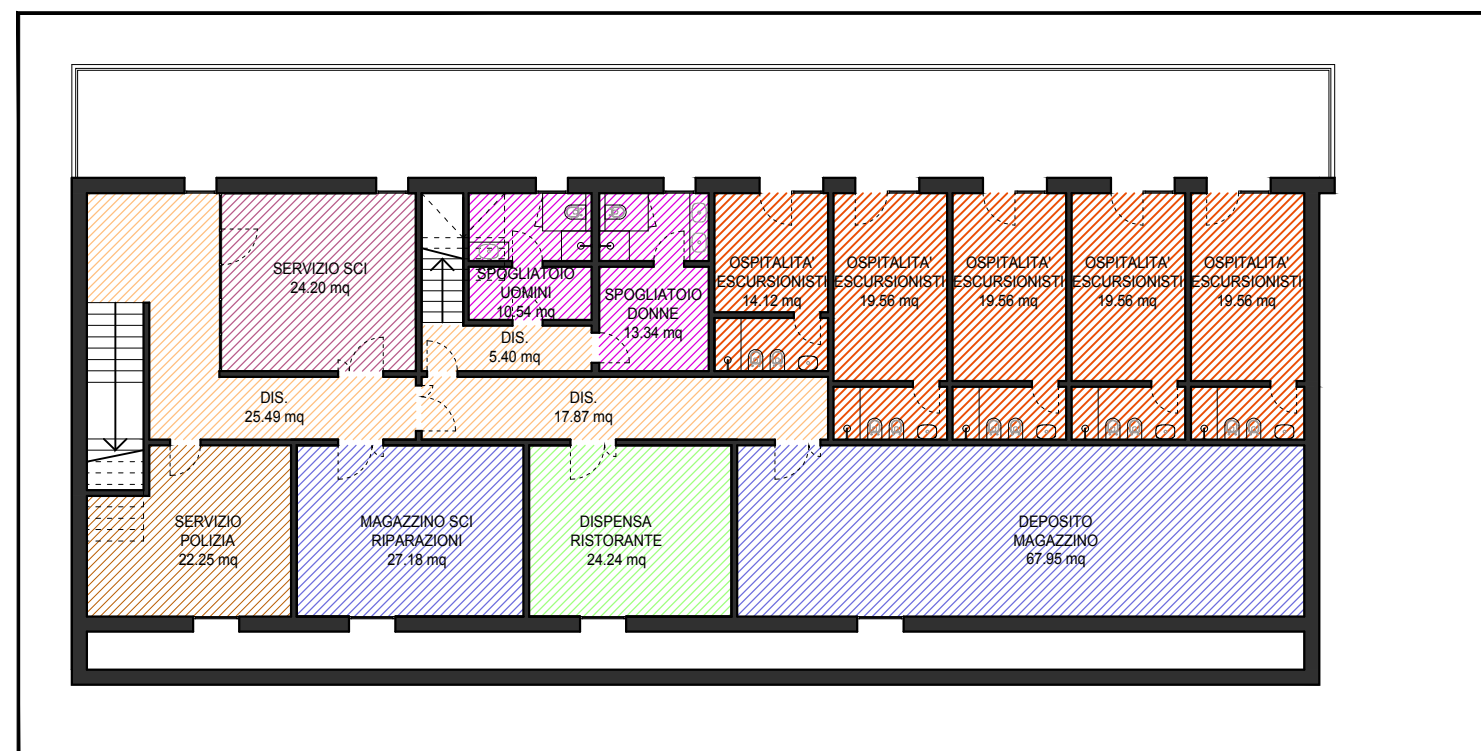 SERVIZIO SCI
24.20 mq
SPOGLIATOIO
UOMINI
10.54 mq
SPOGLIATOIO
DONNE
13.34 mq
OSPITALITA'
ESCURSIONISTI
14.12 mq
OSPITALITA'
ESCURSIONISTI
19.56 mq
OSPITALITA'
ESCURSIONISTI
19.56 mq
OSPITALITA'
ESCURSIONISTI
19.56 mq
OSPITALITA'
ESCURSIONISTI
19.56 mq
DIS.
5.40 mq
DIS.
25.49 mq
DIS.
17.87 mq
SERVIZIO
POLIZIA
22.25 mq
MAGAZZINO SCI
RIPARAZIONI
27.18 mq
DISPENSA
RISTORANTE
24.24 mq
DEPOSITO
MAGAZZINO
67.95 mq